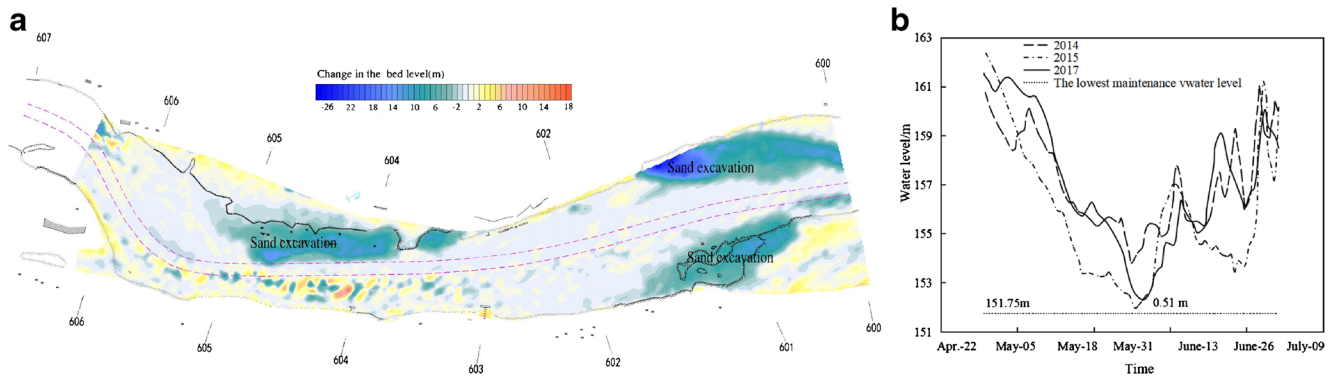 a
607
606
605
604
602
600
Change in the bed level(m)
-26 22 18 14 10 6 -2 2 6 10 14 18
Sand excavation
Sand excavation
Sand excavation
606
605
604
603
602
601
600
b
163
161
159
157
155
153
151
Water level/m
2014
2015
2017
The lowest maintenance vwater level
151.75m
0.51 m
Apr.-22 May-05 May-18 May-31 June-13 June-26 July-09
Time